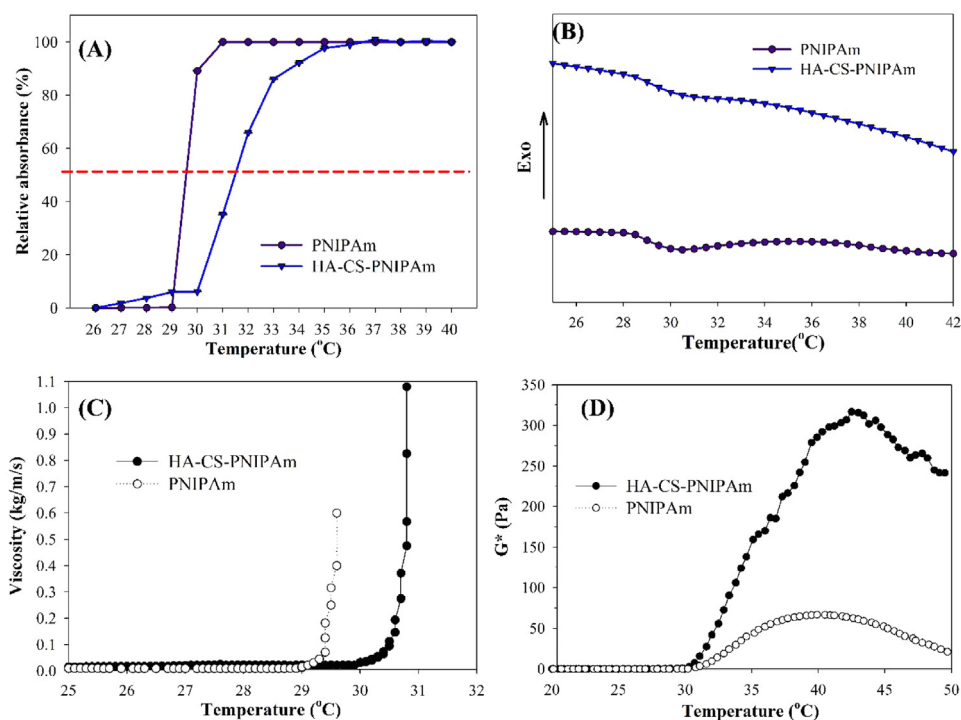 (A)
Relative absorbance (%)
100
80
60
40
20
0
PNIPAm
HA-CS-PNIPAm
26 27 28 29 30 31 32 33 34 35 36 37 38 39 40
Temperature (°C)
(B)
PNIPAm
HA-CS-PNIPAm
Exo
26 28 30 32 34 36 38 40 42
Temperature(°C)
(C)
Viscosity (kg/m/s)
1.1
1.0
0.9
0.8
0.7
0.6
0.5
0.4
0.3
0.2
0.1
0.0
HA-CS-PNIPAm
PNIPAm
25 26 27 28 29 30 31 32
Temperature (°C)
(D)
G* (Pa)
350
300
250
200
150
100
50
0
HA-CS-PNIPAm
PNIPAm
20 25 30 35 40 45 50
Temperature (°C)